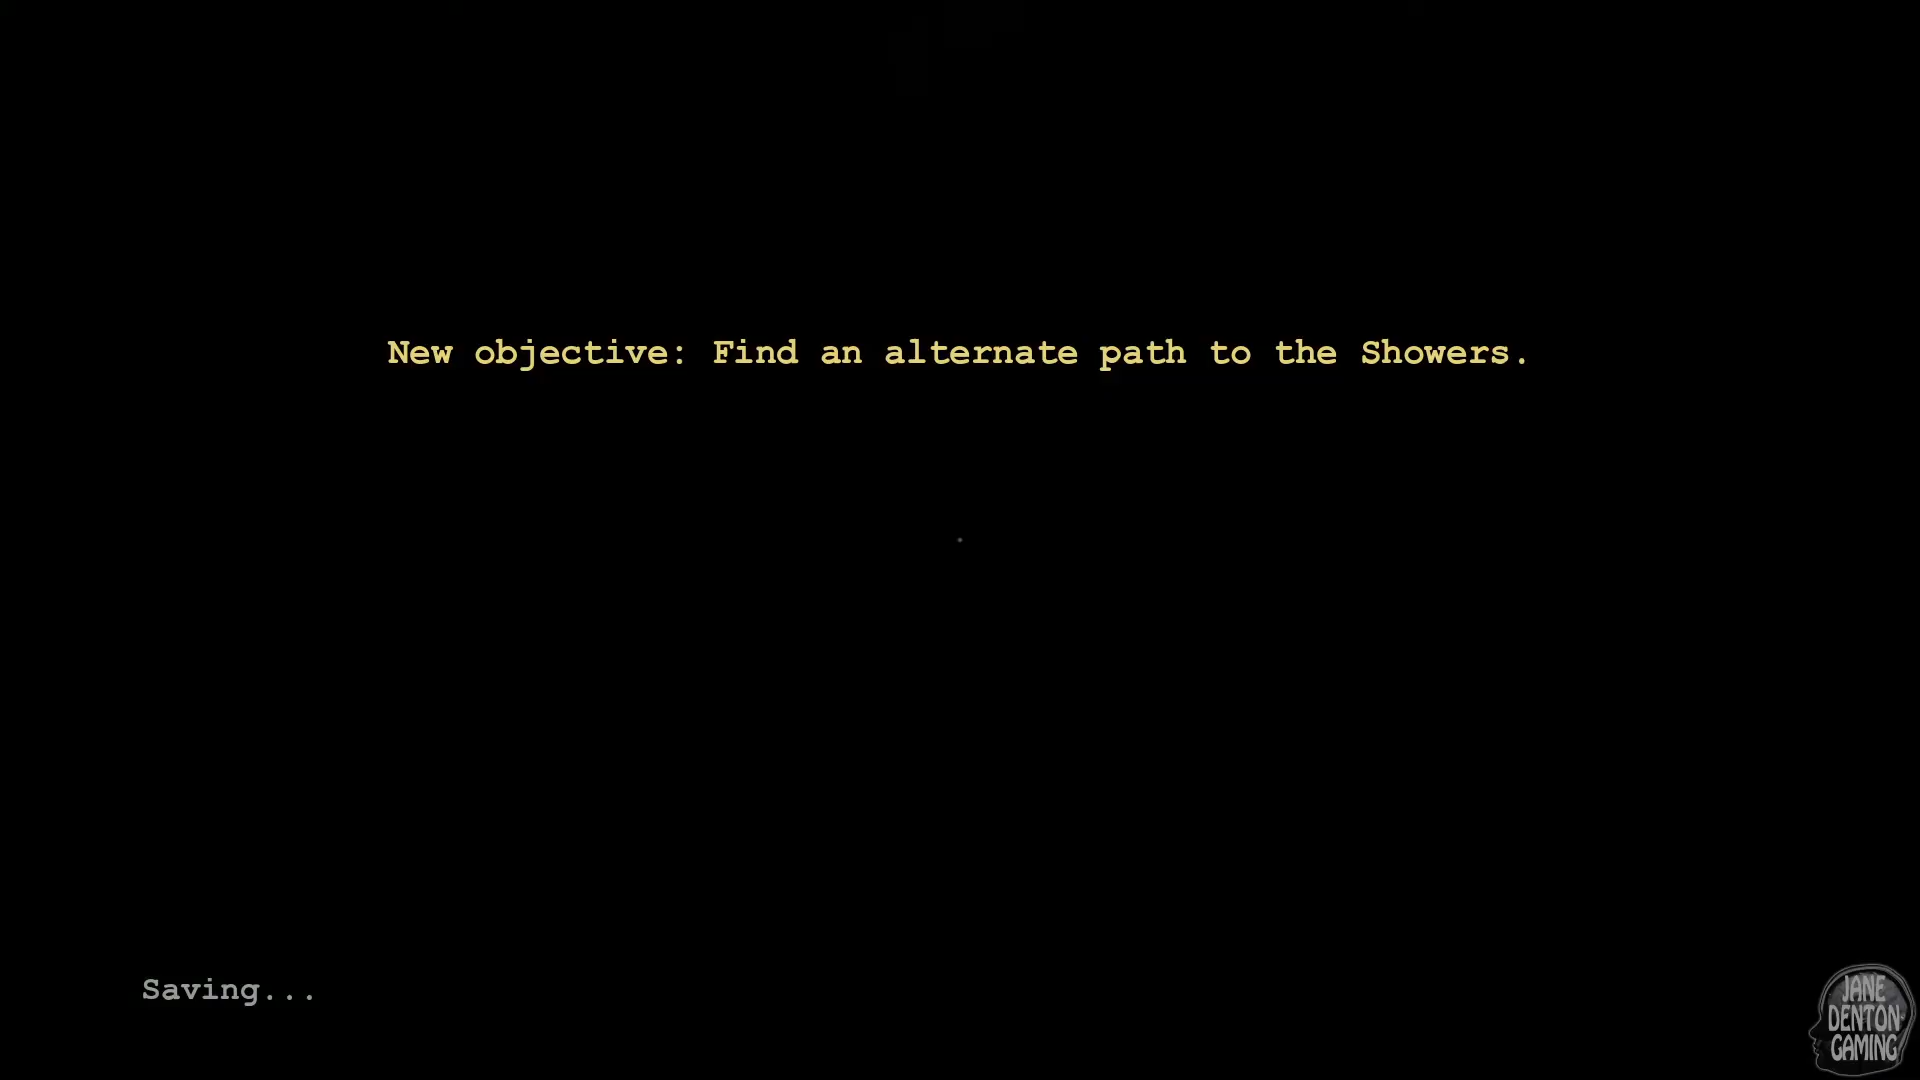 New objective: Find an alternate path to the Showers.
Saving...
JANE
DENTON
GAMING